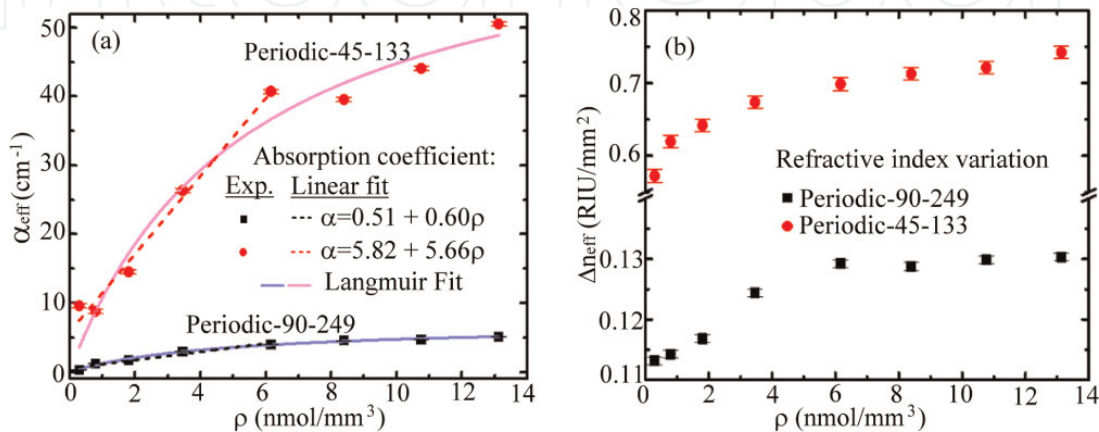 50
40
30
20
10
0
α_eff (cm⁻¹)
(a)
Periodic-45-133
Absorption coefficient:
Exp. Linear fit
α=0.51 + 0.60ρ
α=5.82 + 5.66ρ
Langmuir Fit
Periodic-90-249
0 2 4 6 8 10 12 14
ρ (nmol/mm³)
0.8
0.7
0.6
0.13
0.12
0.11
Δn_eff (RIU/mm²)
(b)
Refractive index variation
Periodic-90-249
Periodic-45-133
0 2 4 6 8 10 12 14
ρ (nmol/mm³)